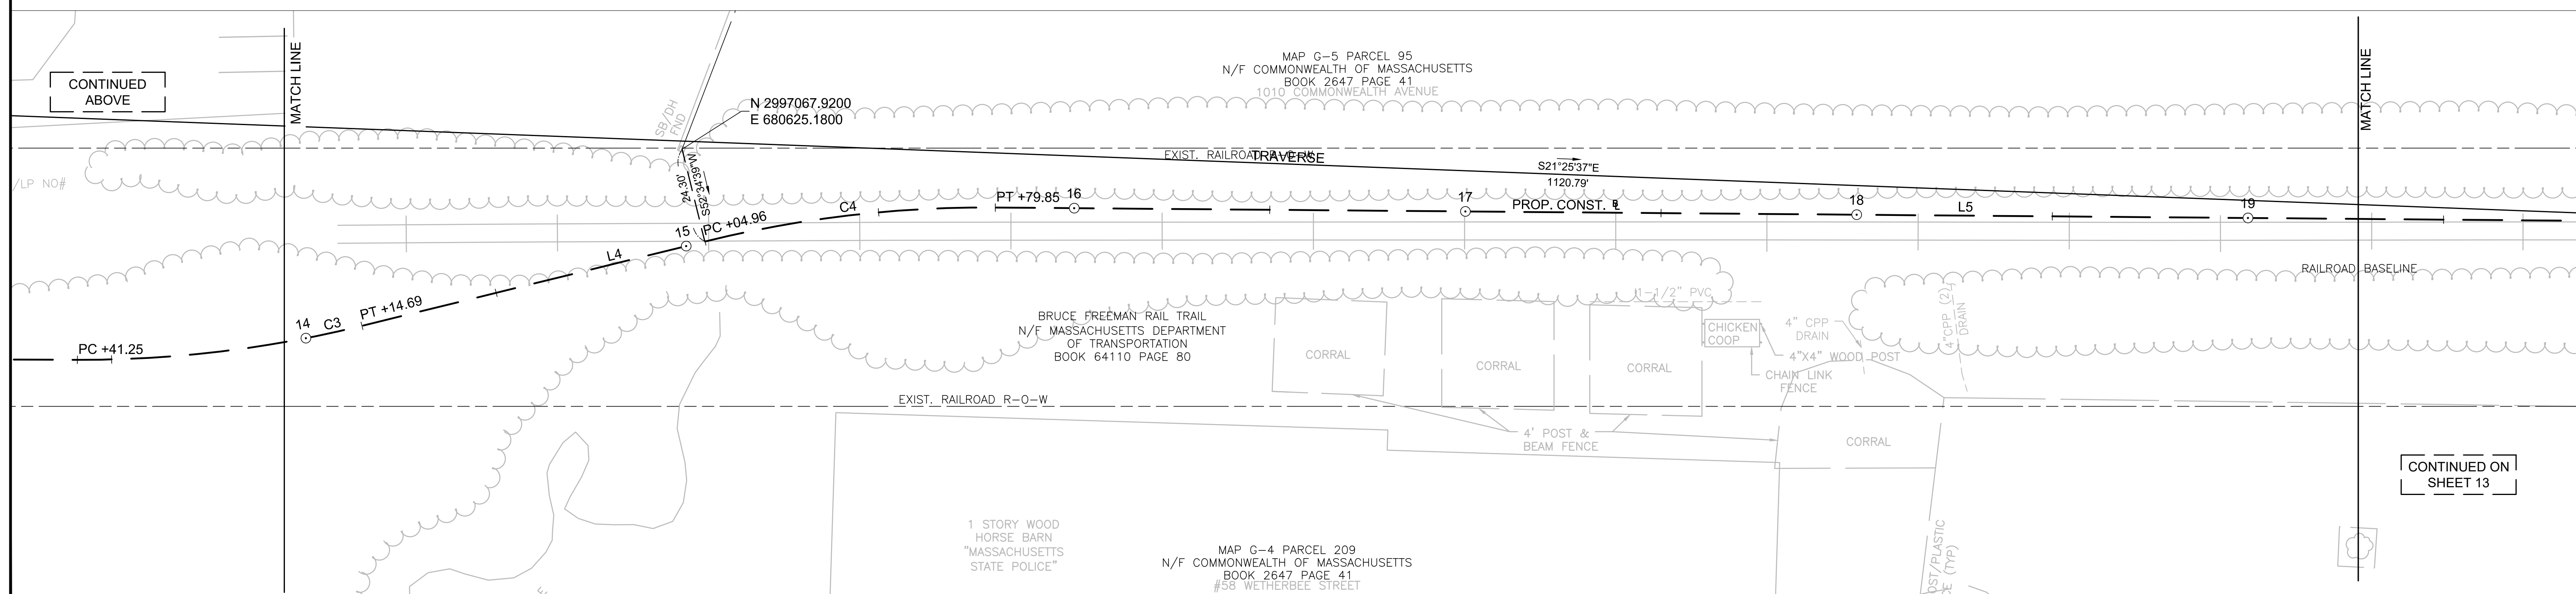 CONTINUED
ABOVE
MATCH LINE
/LP NO#
PC +41.25
14
C3
PT +14.69
L4
15
PC +04.96
SB/DH
FND
N 2997067.9200
E 680625.1800
24.30'
S52°34'39"W
C4
PT +79.85
16
MAP G-5 PARCEL 95
N/F COMMONWEALTH OF MASSACHUSETTS
BOOK 2647 PAGE 41
1010 COMMONWEALTH AVENUE
EXIST. RAILROAD R-O-W
TRAVERSE
S21°25'37"E
1120.79'
17
PROP. CONST. BL
18
L5
19
MATCH LINE
RAILROAD BASELINE
BRUCE FREEMAN RAIL TRAIL
N/F MASSACHUSETTS DEPARTMENT
OF TRANSPORTATION
BOOK 64110 PAGE 80
EXIST. RAILROAD R-O-W
CORRAL
CORRAL
CORRAL
1-1/2" PVC
CHICKEN
COOP
4" CPP
DRAIN
4"X4" WOOD POST
CHAIN LINK
FENCE
4"CPP (2)
DRAIN
4' POST &
BEAM FENCE
CORRAL
CONTINUED ON
SHEET 13
1 STORY WOOD
HORSE BARN
"MASSACHUSETTS
STATE POLICE"
MAP G-4 PARCEL 209
N/F COMMONWEALTH OF MASSACHUSETTS
BOOK 2647 PAGE 41
#58 WETHERBEE STREET
OST/PLASTIC
CE (TYP)
E